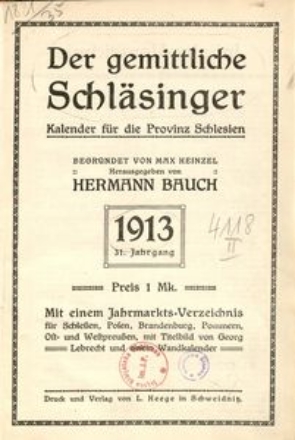 Der gemittliche
Schläsinger
Kalender für die Provinz Schlesien
BEGRÜNDET VON MAX HEINZEL
Herausgegeben von
HERMANN BAUCH
1913
31. Jahrgang
4118
II
Preis 1 Mk.
Mit einem Jahrmarkts-Verzeichnis
für Schlesien, Posen, Brandenburg, Pommern,
Ost- und Westpreußen, mit Titelbild von Georg
Lebrecht und einem Wandkalender
Druck und Verlag von L. Heege in Schweidnitz.